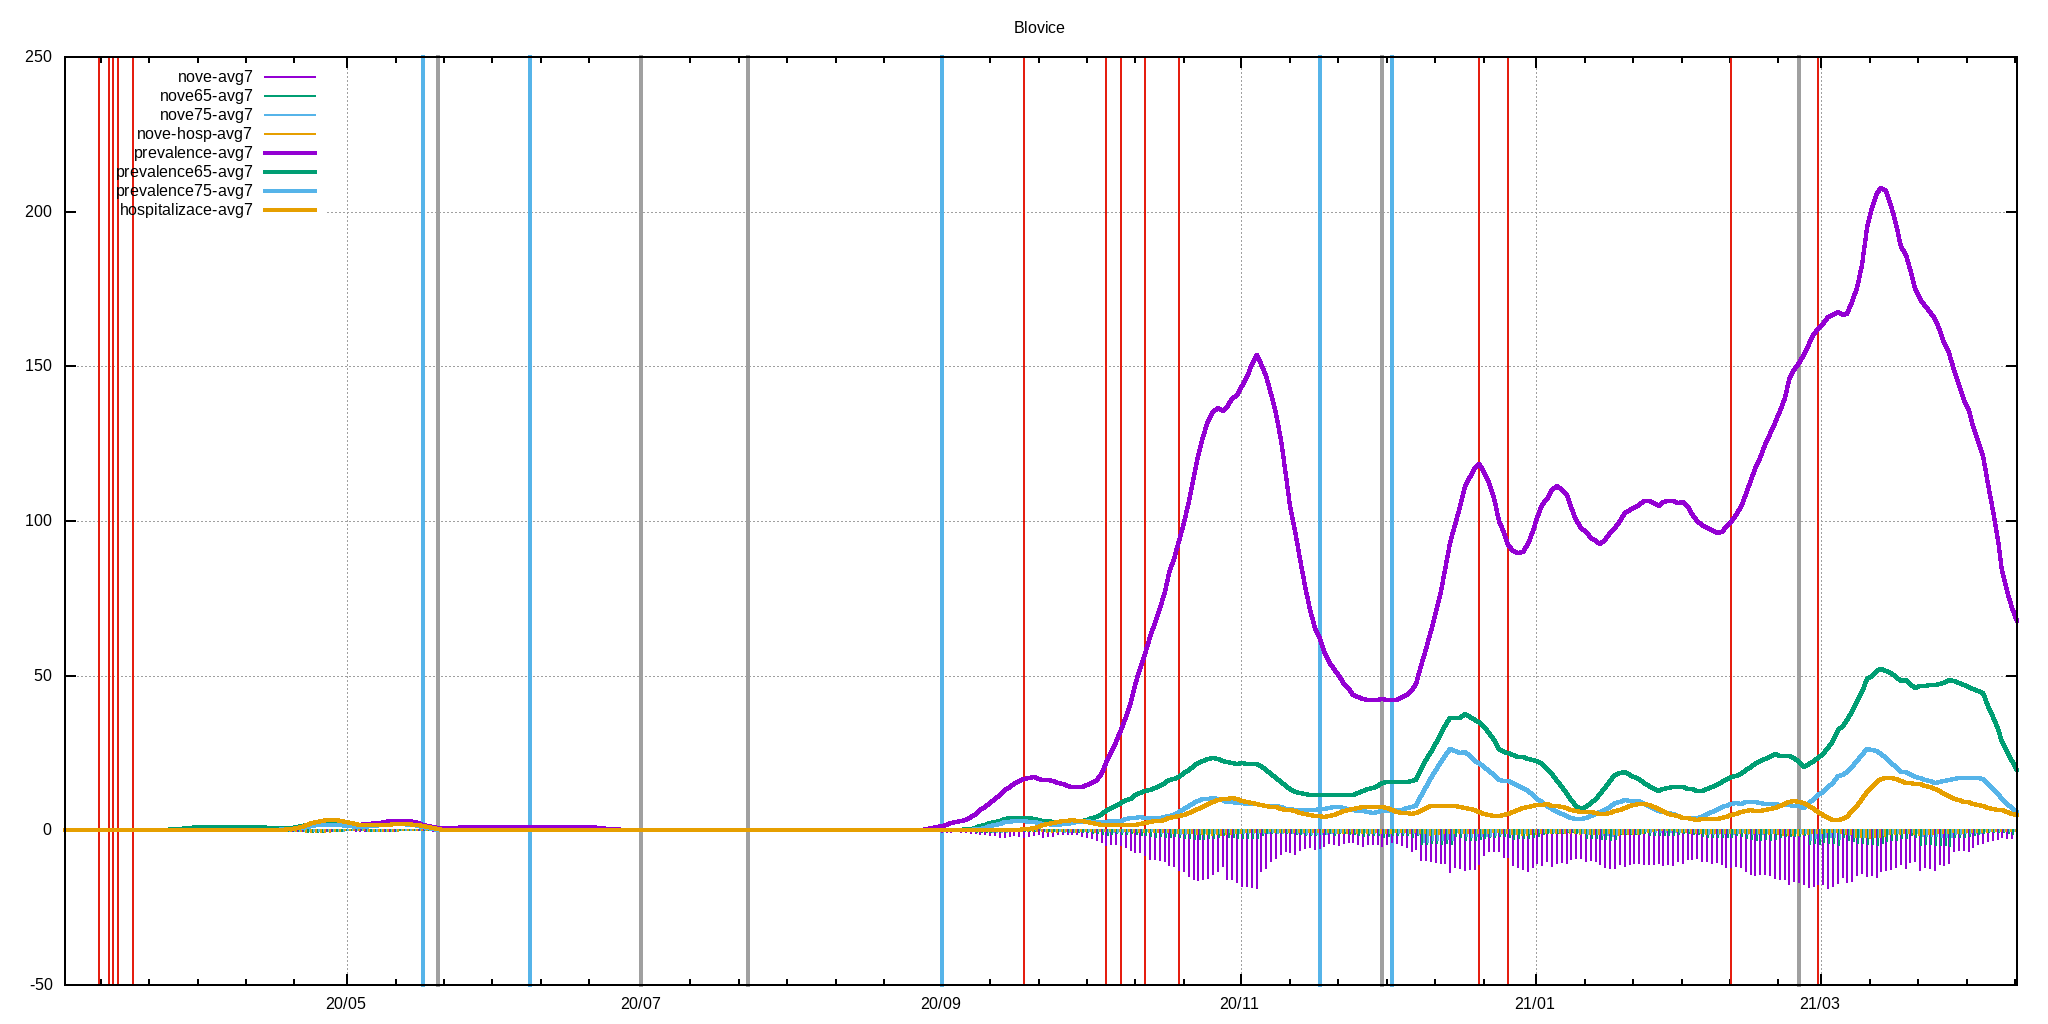 Blovice
250
nove-avg7
nove65-avg7
nove75-avg7
nove-hosp-avg7
prevalence-avg7
prevalence65-avg7
prevalence75-avg7
hospitalizace-avg7
200
150
100
50
0
-50
20/05 20/07 20/09 20/11 21/01 21/03